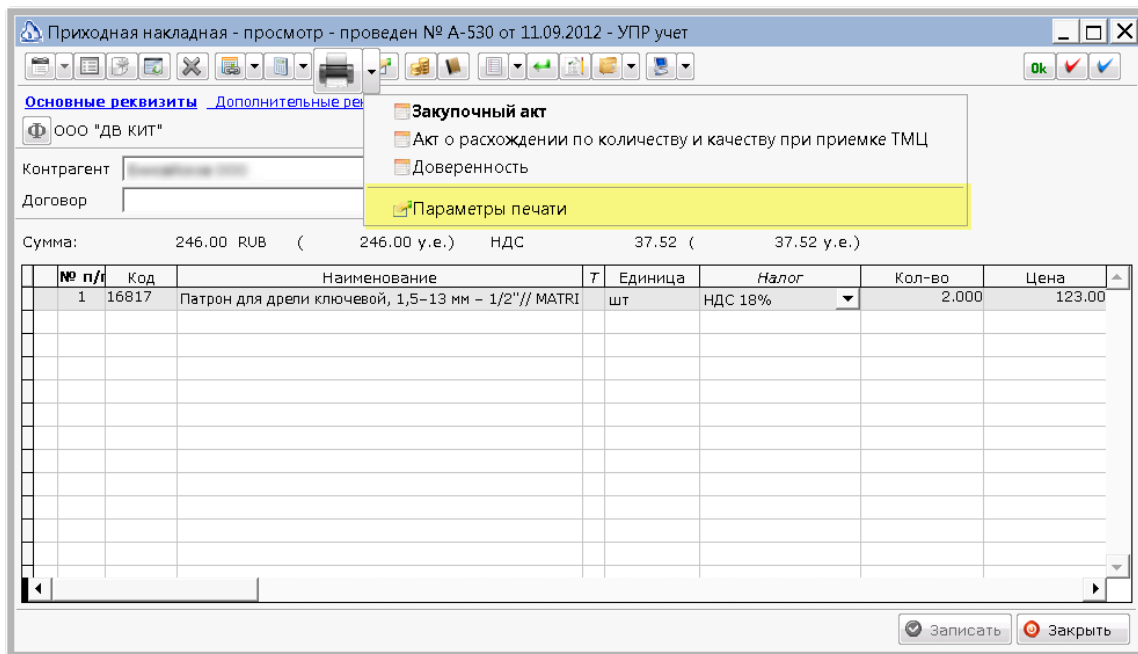 Приходная накладная - просмотр - проведен № А-530 от 11.09.2012 - УПР учет
Ok
Основные реквизиты Дополнительные рек
Ф ООО "ДВ КИТ"
Контрагент
Договор
Закупочный акт
Акт о расхождении по количеству и качеству при приемке ТМЦ
Доверенность
Параметры печати
Сумма: 246.00 RUB ( 246.00 у.е.) НДС 37.52 ( 37.52 у.е.)
№ п/г Код Наименование Т Единица Налог Кол-во Цена
1 16817 Патрон для дрели ключевой, 1,5–13 мм – 1/2"// MATRI шт НДС 18% 2.000 123.00
Записать Закрыть